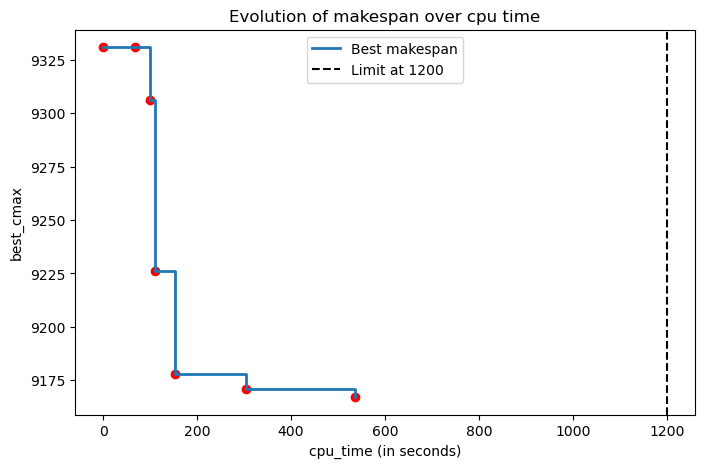 Evolution of makespan over cpu time
Best makespan
Limit at 1200
best_cmax
9325
9300
9275
9250
9225
9200
9175
0 200 400 600 800 1000 1200
cpu_time (in seconds)